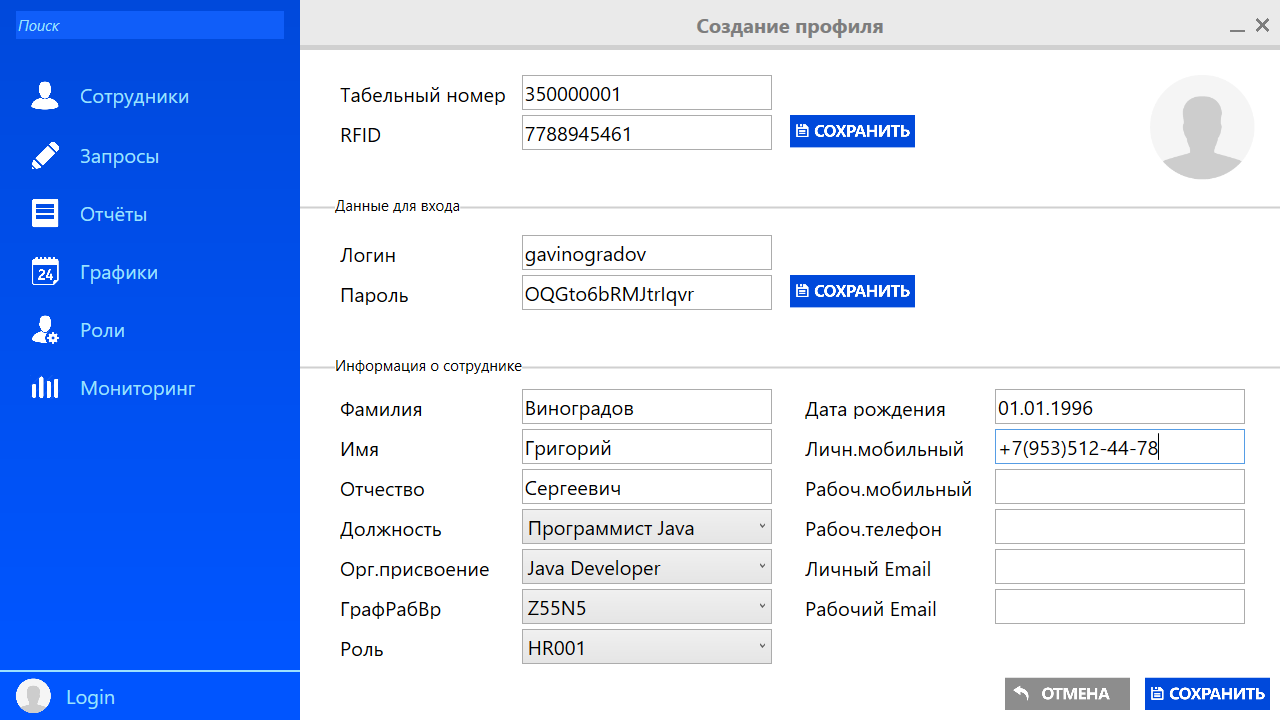 Поиск
Сотрудники
Запросы
Отчёты
24
Графики
Роли
Мониторинг
Login
Создание профиля
Табельный номер 350000001
RFID 7788945461 СОХРАНИТЬ
Данные для входа
Логин gavinogradov
Пароль OQGto6bRMJtrIqvr СОХРАНИТЬ
Информация о сотруднике
Фамилия Виноградов Дата рождения 01.01.1996
Имя Григорий Личн.мобильный +7(953)512-44-78
Отчество Сергеевич Рабоч.мобильный
Должность Программист Java Рабоч.телефон
Орг.присвоение Java Developer Личный Email
ГрафРабВр Z55N5 Рабочий Email
Роль HR001
ОТМЕНА СОХРАНИТЬ